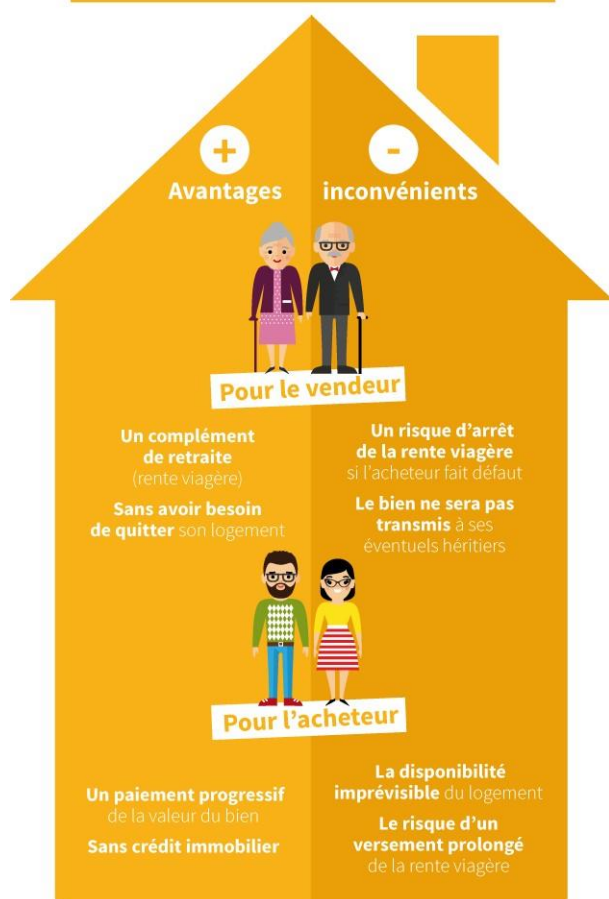 +
-
Avantages
inconvénients
Pour le vendeur
Un complément
de retraite
(rente viagère)
Sans avoir besoin
de quitter son logement
Un risque d'arrêt
de la rente viagère
si l'acheteur fait défaut
Le bien ne sera pas
transmis à ses
éventuels héritiers
Pour l'acheteur
Un paiement progressif
de la valeur du bien
Sans crédit immobilier
La disponibilité
imprévisible du logement
Le risque d'un
versement prolongé
de la rente viagère